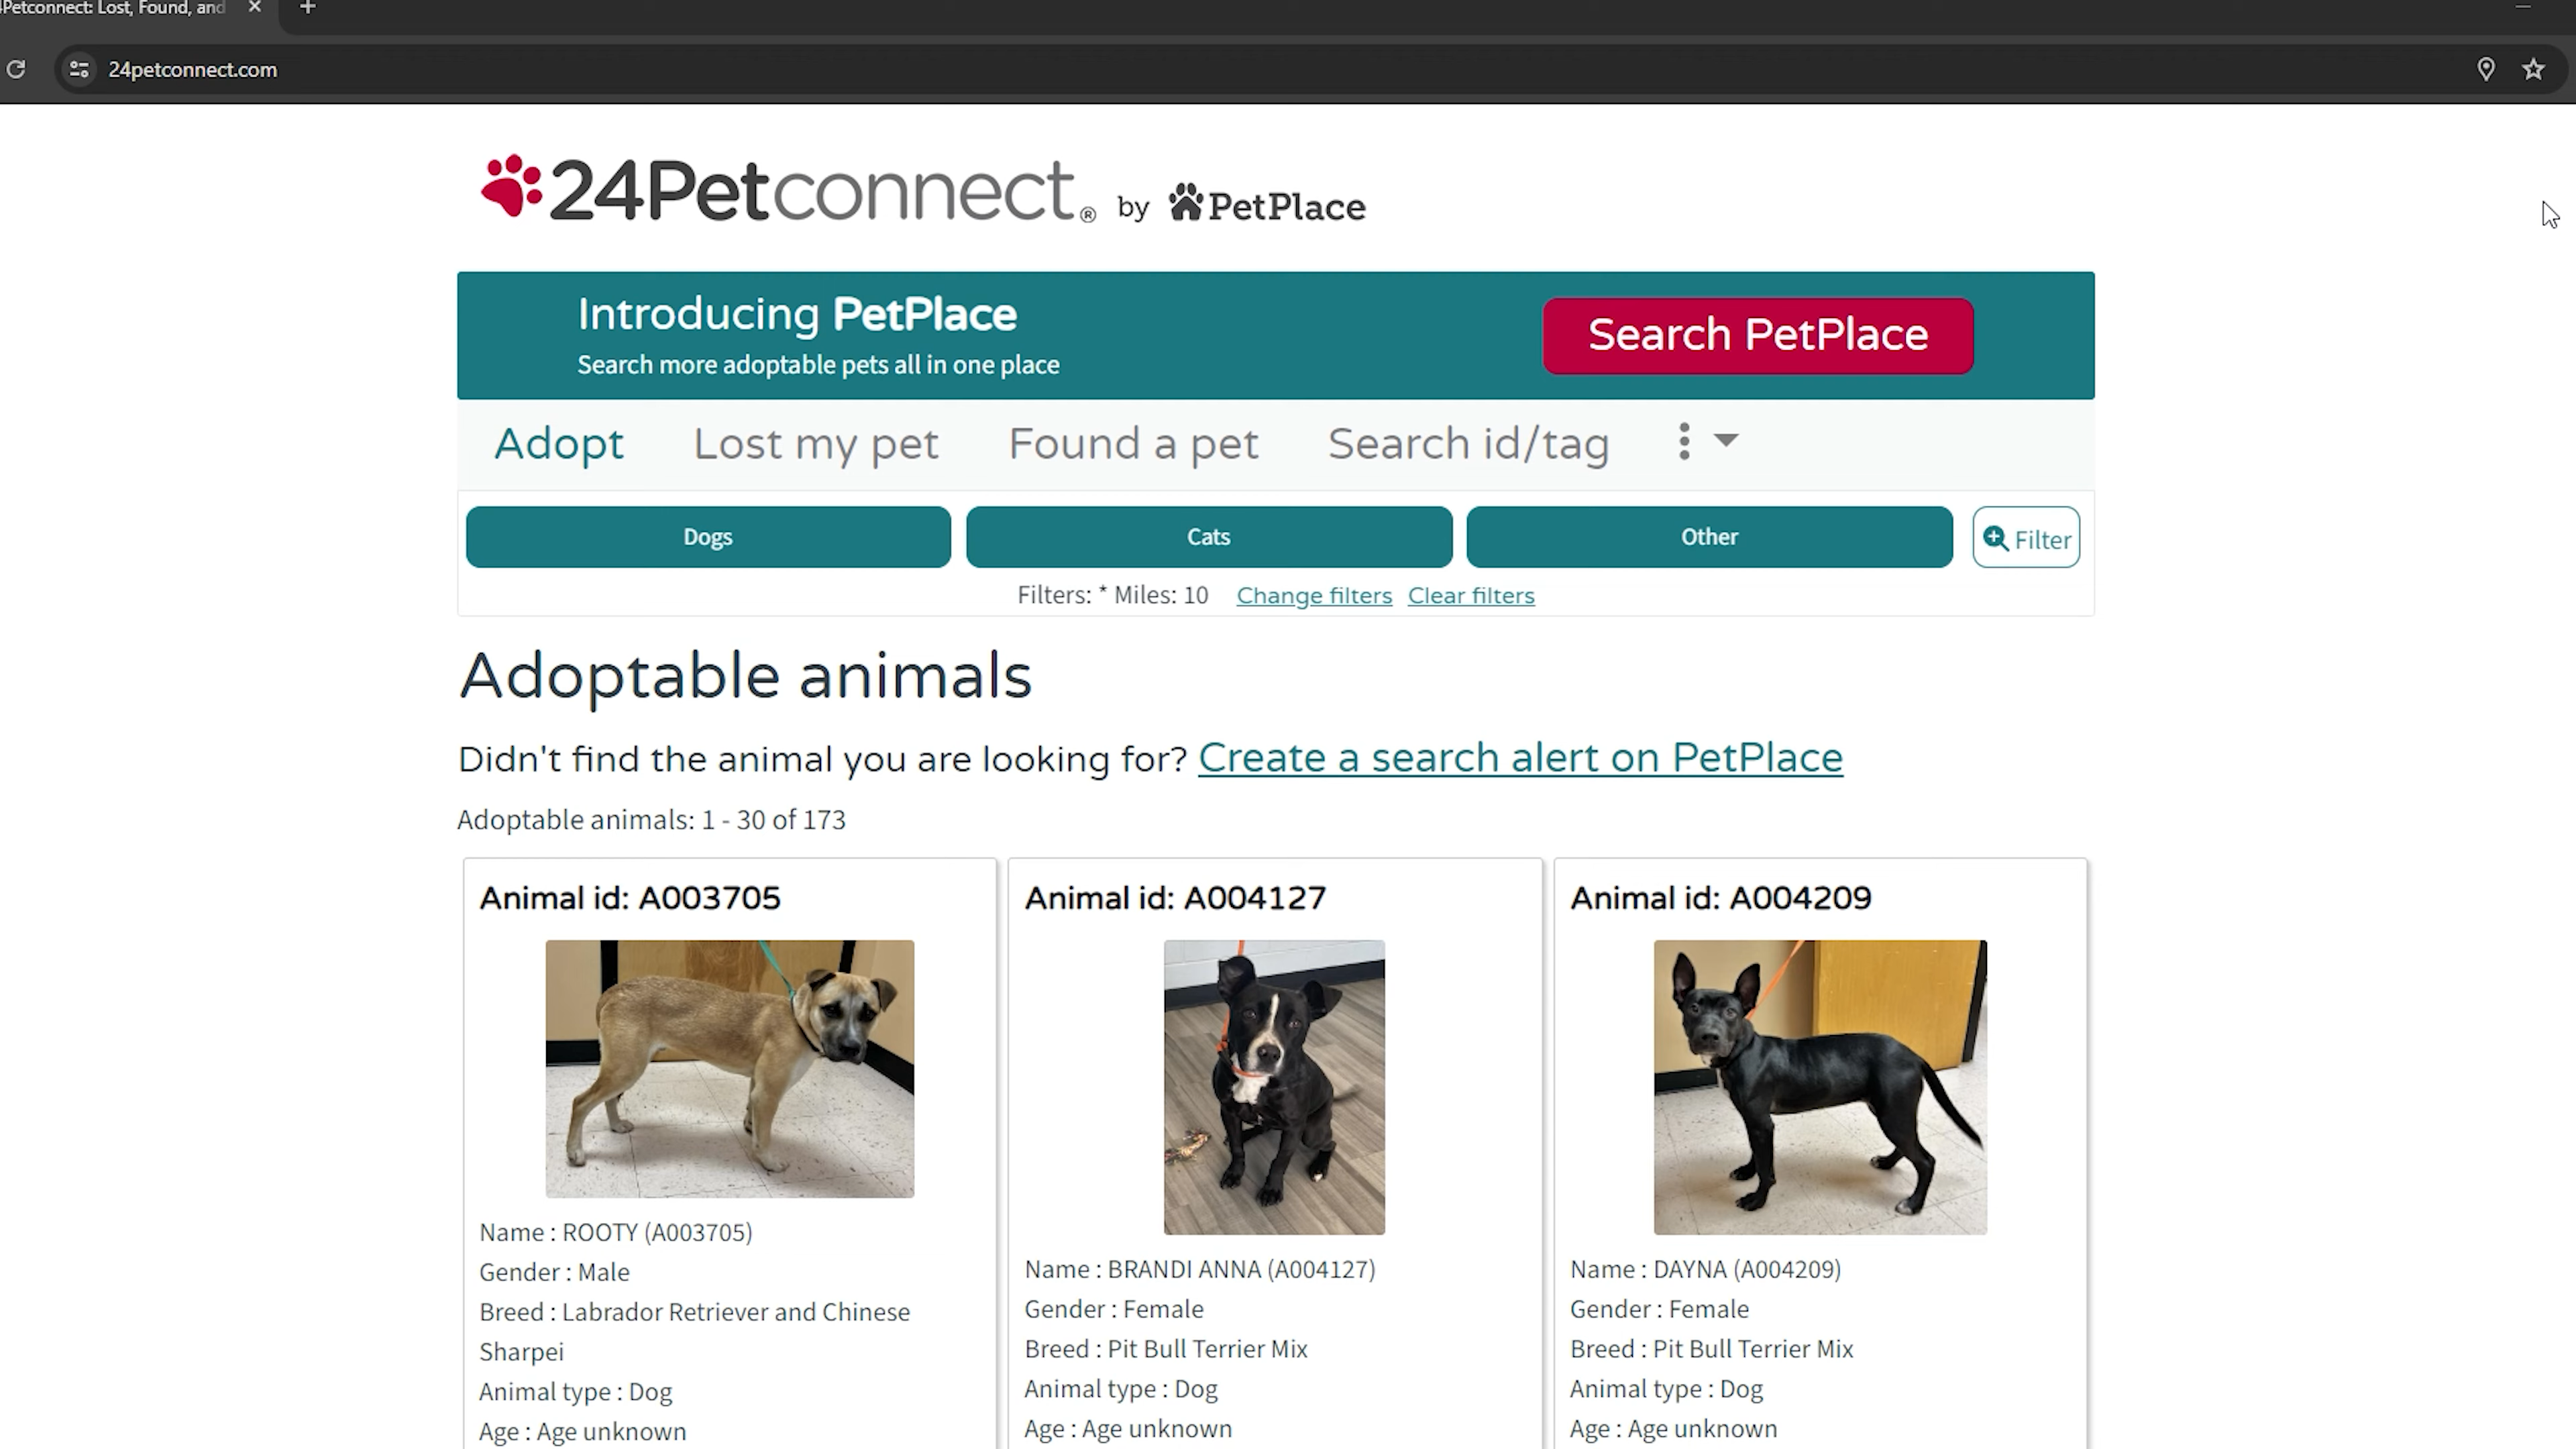 Petconnect: Lost, Found, and
24petconnect.com
24Petconnect® by PetPlace
Introducing PetPlace
Search more adoptable pets all in one place
Search PetPlace
Adopt Lost my pet Found a pet Search id/tag
Dogs Cats Other Filter
Filters: * Miles: 10 Change filters Clear filters
Adoptable animals
Didn't find the animal you are looking for? Create a search alert on PetPlace
Adoptable animals: 1 - 30 of 173
Animal id: A003705
Name : ROOTY (A003705)
Gender : Male
Breed : Labrador Retriever and Chinese
Sharpei
Animal type : Dog
Age : Age unknown
Animal id: A004127
Name : BRANDI ANNA (A004127)
Gender : Female
Breed : Pit Bull Terrier Mix
Animal type : Dog
Age : Age unknown
Animal id: A004209
Name : DAYNA (A004209)
Gender : Female
Breed : Pit Bull Terrier Mix
Animal type : Dog
Age : Age unknown